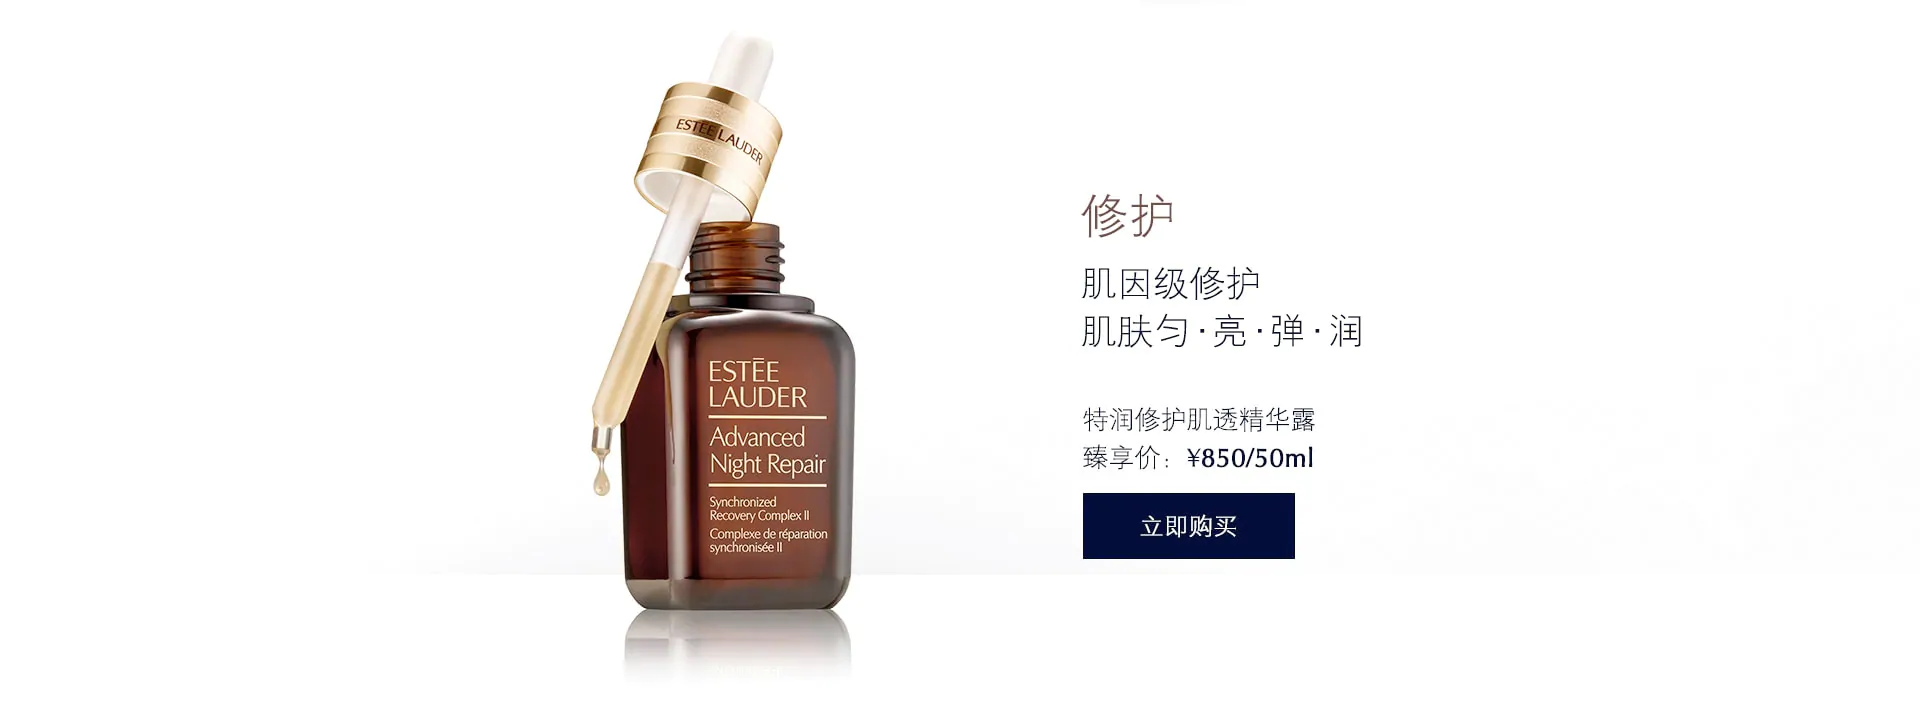 ESTĒE LAUDER
ESTĒE
LAUDER
Advanced
Night Repair
Synchronized
Recovery Complex II
Complexe de réparation
synchronisée II
修护
肌因级修护
肌肤匀·亮·弹·润
特润修护肌透精华露
臻享价：¥850/50ml
立即购买